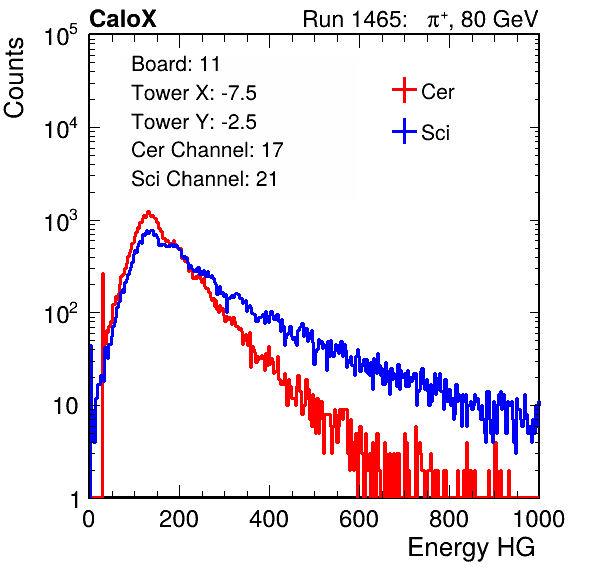 CaloX Run 1465: π⁺, 80 GeV
Counts
10⁵
10⁴
10³
10²
10
1
Board: 11
Tower X: -7.5
Tower Y: -2.5
Cer Channel: 17
Sci Channel: 21
Cer
Sci
0 200 400 600 800 1000
Energy HG